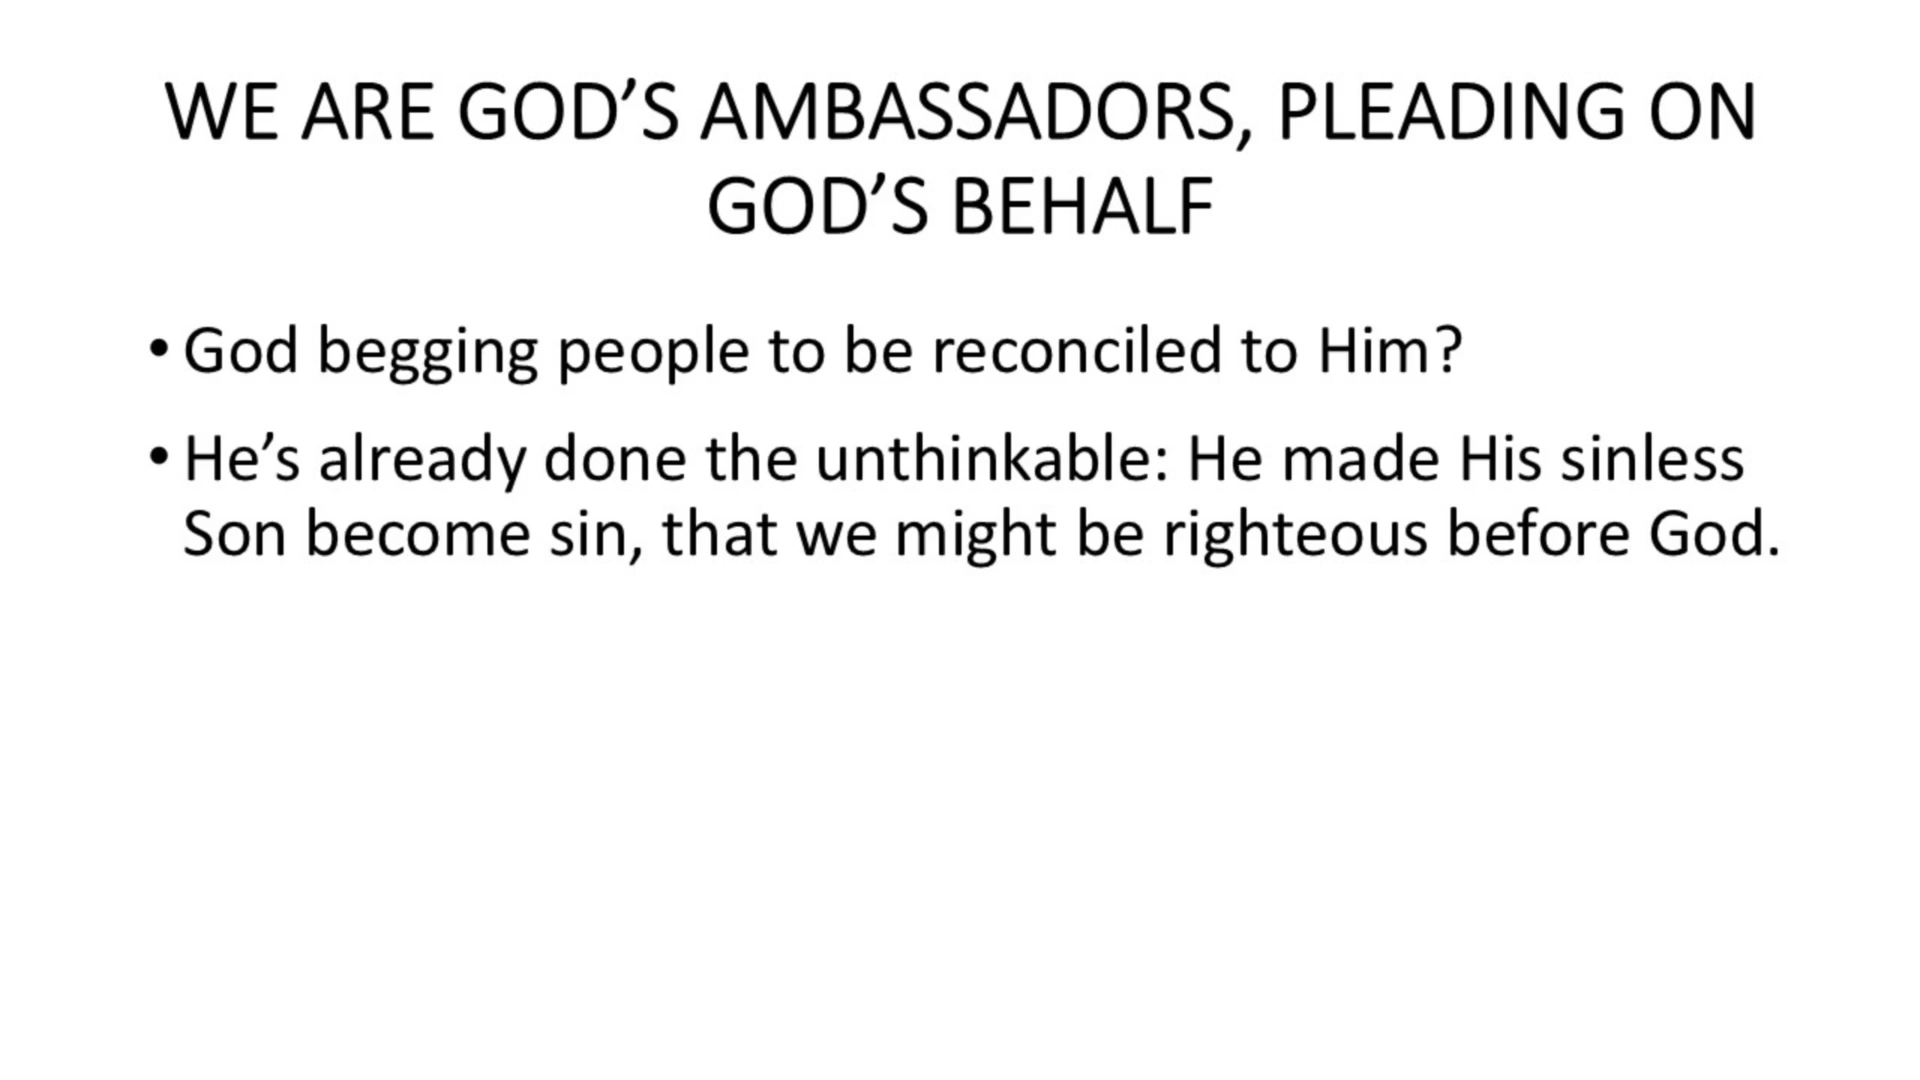 WE ARE GOD’S AMBASSADORS, PLEADING ON
GOD’S BEHALF
• God begging people to be reconciled to Him?
• He’s already done the unthinkable: He made His sinless
Son become sin, that we might be righteous before God.